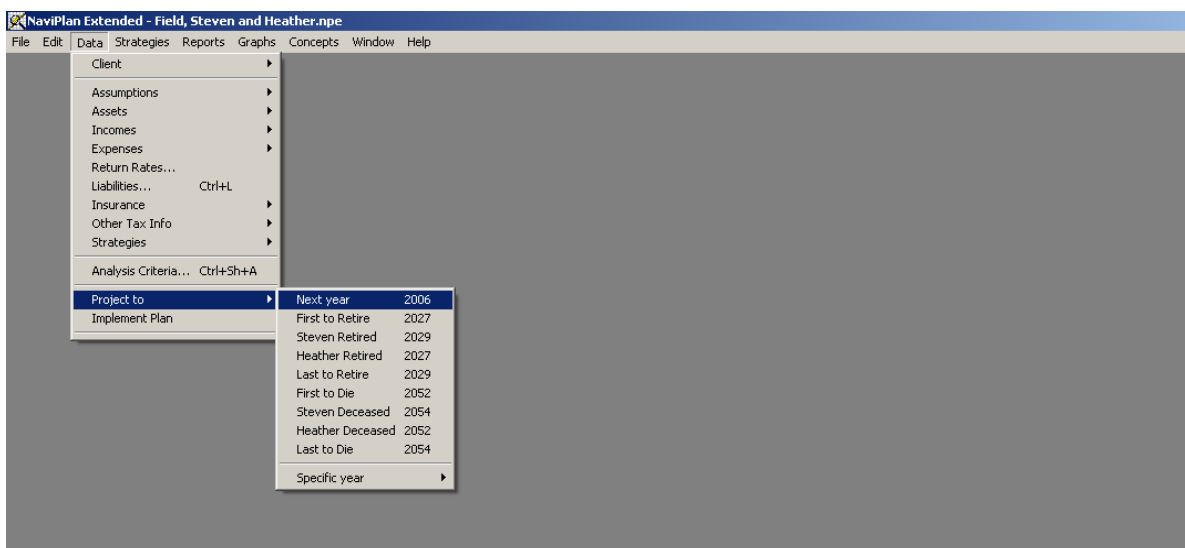 NaviPlan Extended - Field, Steven and Heather.npe
File Edit Data Strategies Reports Graphs Concepts Window Help
Client
Assumptions
Assets
Incomes
Expenses
Return Rates...
Liabilities... Ctrl+L
Insurance
Other Tax Info
Strategies
Analysis Criteria... Ctrl+Sh+A
Project to
Implement Plan
Next year 2006
First to Retire 2027
Steven Retired 2029
Heather Retired 2027
Last to Retire 2029
First to Die 2052
Steven Deceased 2054
Heather Deceased 2052
Last to Die 2054
Specific year